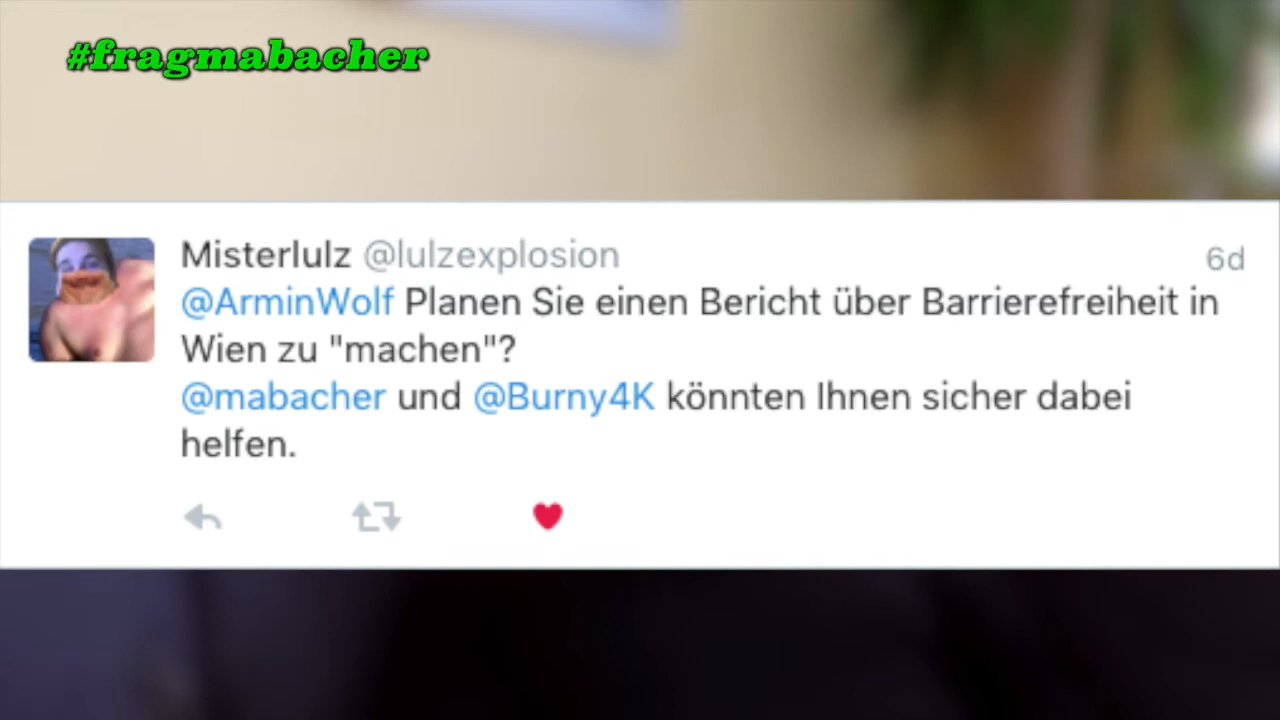 #fragmabacher
Misterlulz @lulzexplosion 6d
@ArminWolf Planen Sie einen Bericht über Barrierefreiheit in
Wien zu "machen"?
@mabacher und @Burny4K könnten Ihnen sicher dabei
helfen.